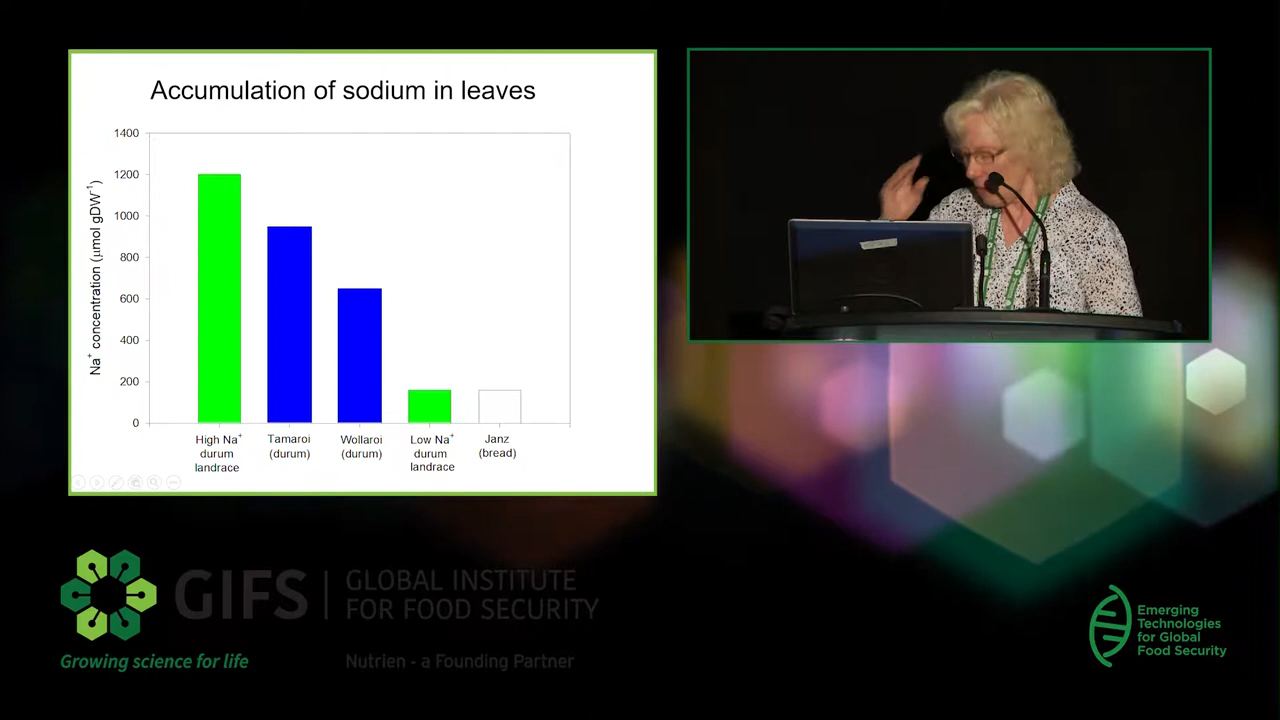 Accumulation of sodium in leaves
Na⁺ concentration (μmol gDW⁻¹)
1400
1200
1000
800
600
400
200
0
High Na⁺
durum
landrace
Tamaroi
(durum)
Wollaroi
(durum)
Low Na⁺
durum
landrace
Janz
(bread)
GIFS
GLOBAL INSTITUTE
FOR FOOD SECURITY
Growing science for life
Nutrien - a Founding Partner
Emerging
Technologies
for Global
Food Security